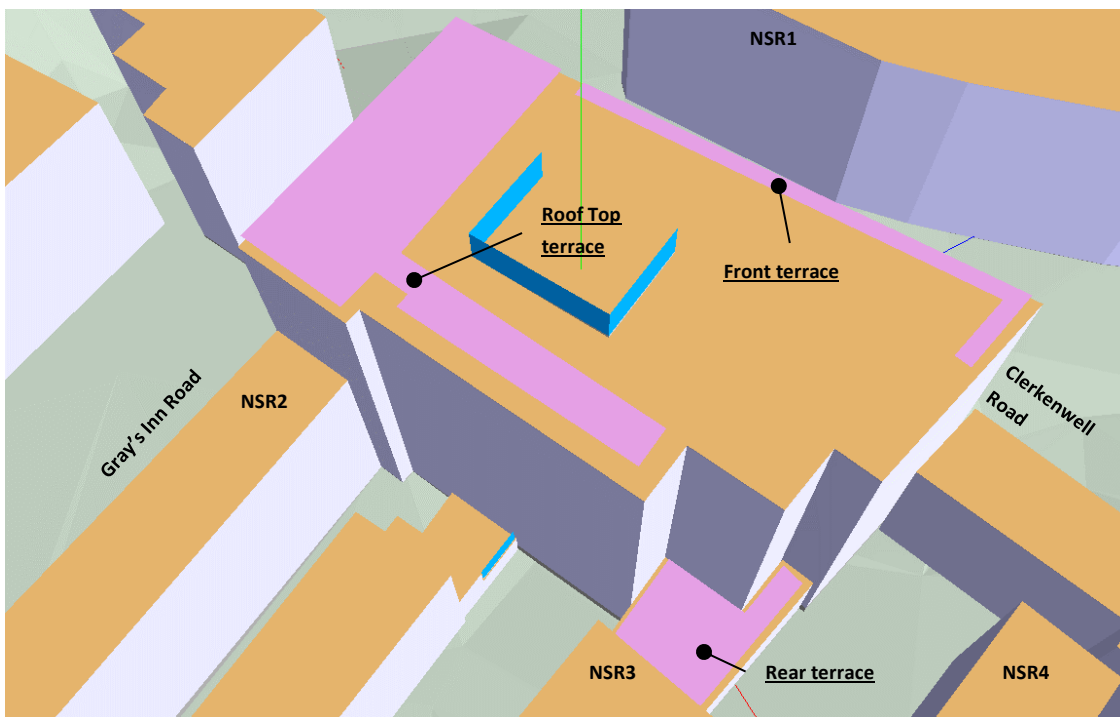 NSR1
Roof Top
terrace
Front terrace
Gray's Inn Road
NSR2
Clerkenwell
Road
NSR3
Rear terrace
NSR4